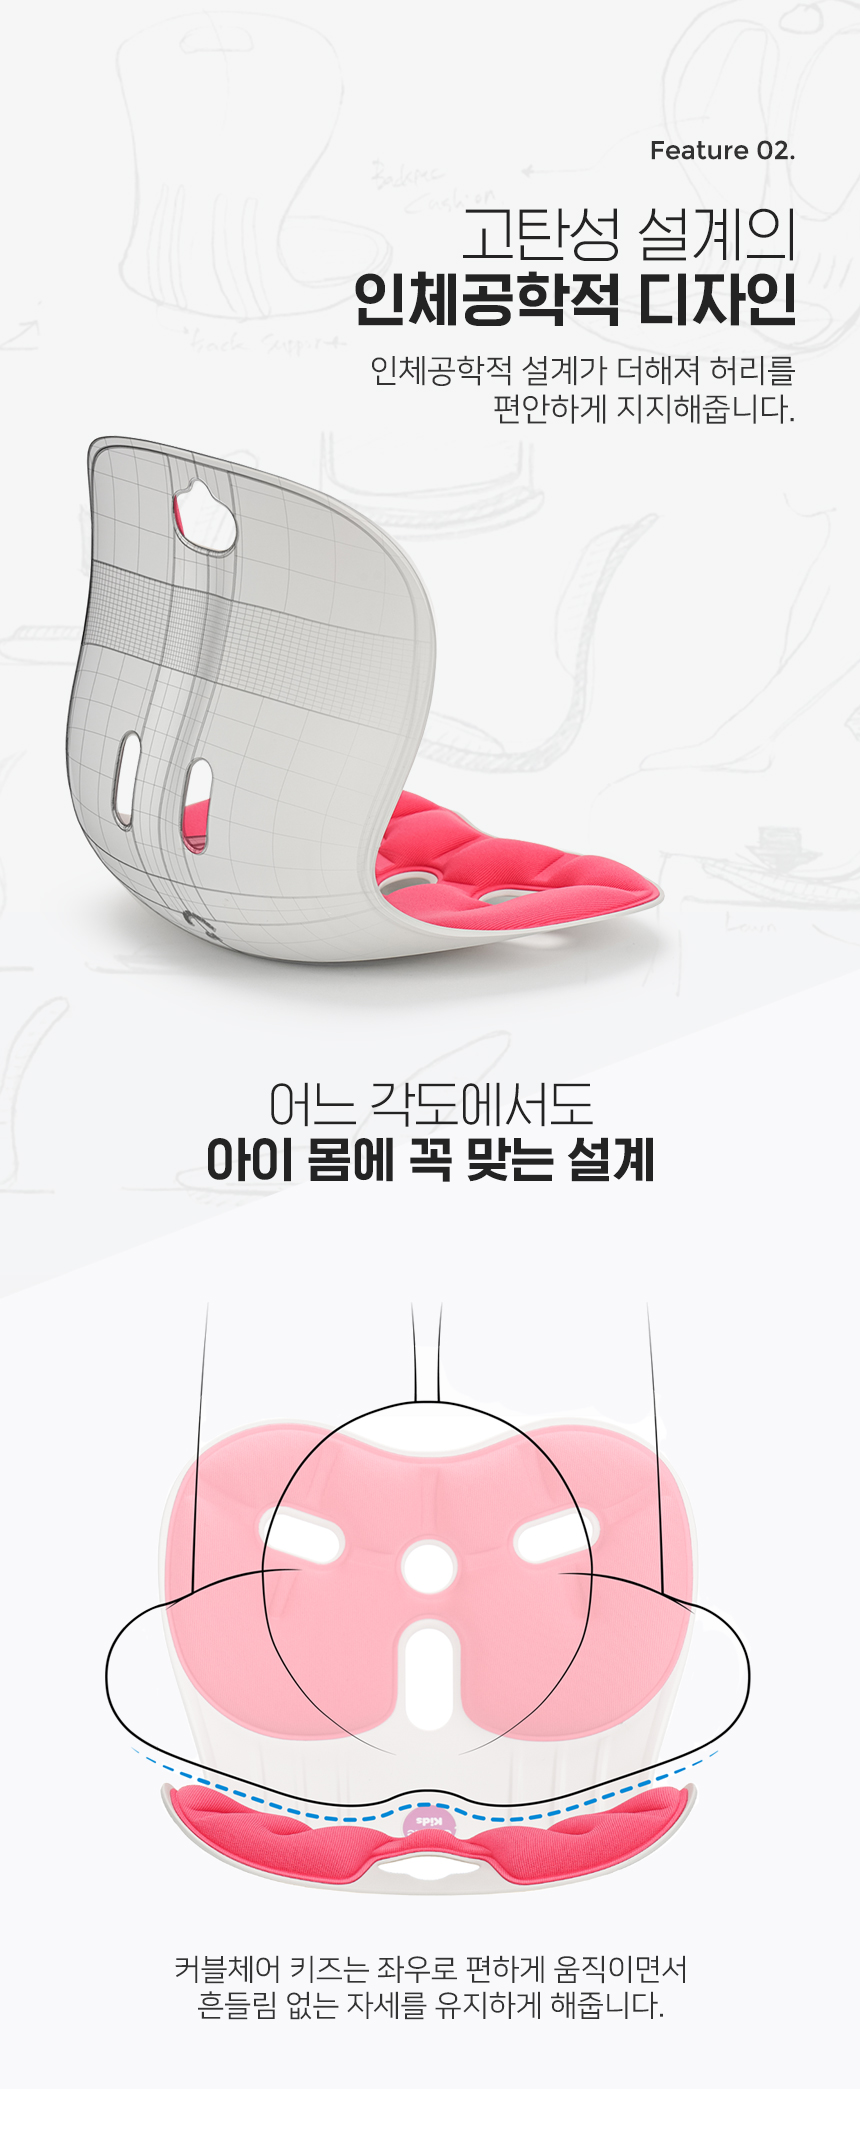 Feature 02.
고탄성 설계의
인체공학적 디자인
인체공학적 설계가 더해져 허리를
편안하게 지지해줍니다.
어느 각도에서도
아이 몸에 꼭 맞는 설계
Kids
커블체어 키즈는 좌우로 편하게 움직이면서
흔들림 없는 자세를 유지하게 해줍니다.